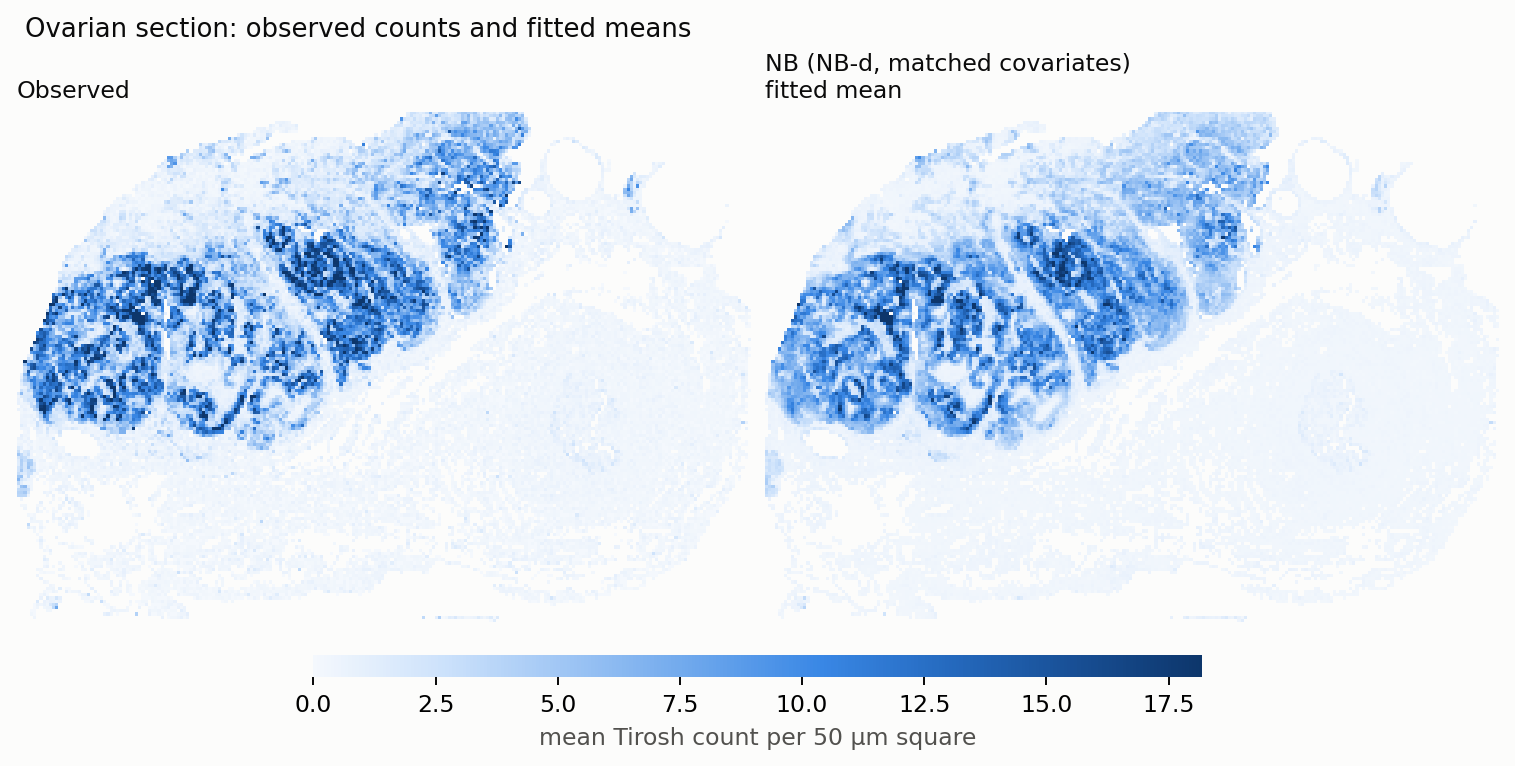 Ovarian section: observed counts and fitted means
Observed
NB (NB-d, matched covariates)
fitted mean
0.0 2.5 5.0 7.5 10.0 12.5 15.0 17.5
mean Tirosh count per 50 µm square